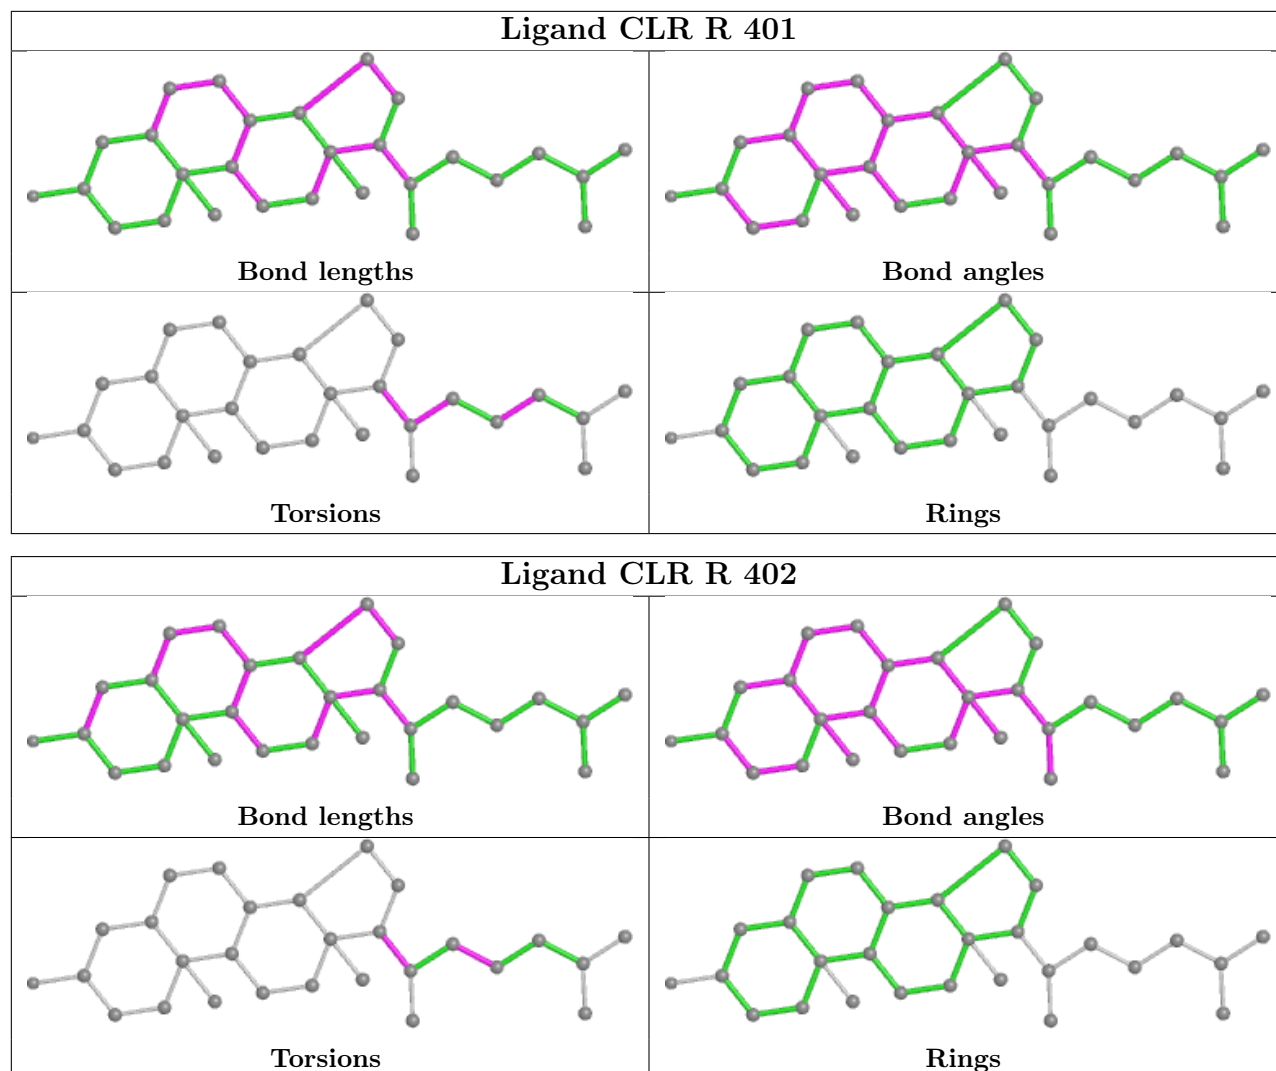 Ligand CLR R 401
Bond lengths
Bond angles
Torsions
Rings
Ligand CLR R 402
Bond lengths
Bond angles
Torsions
Rings